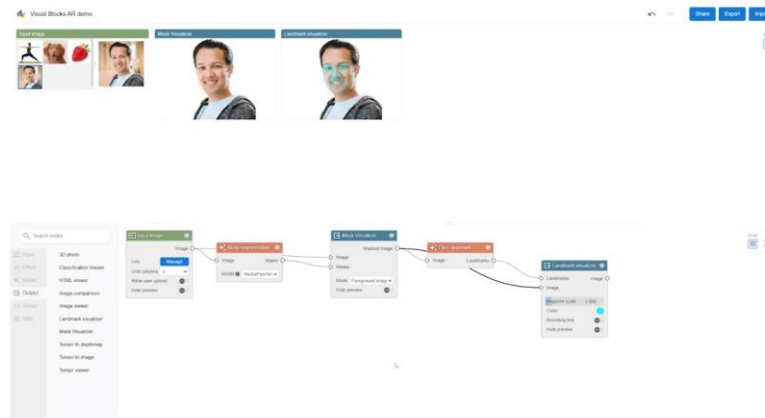 Visual Blocks AR demo
Share
Export
Input image
Mask Visualizer
Landmark visualizer
Search nodes
Input
Effect
Model
Output
Tensor
3D photo
Classification Viewer
HTML viewer
Image comparison
Image viewer
Landmark visualizer
Mask Visualizer
Tensor to depthmap
Tensor to image
Tensor viewer
Input image
Image
Manage
Grid columns
Allow user upload
Hide preview
Body segmentation
Image
Masks
Model
Mask Visualizer
Masked image
Image
Masks
Mode
Foreground image
Hide preview
Face landmark
Image
Landmarks
Landmark visualizer
Landmarks
Image
Image
Keypoint scale
Color
Bounding box
Hide preview